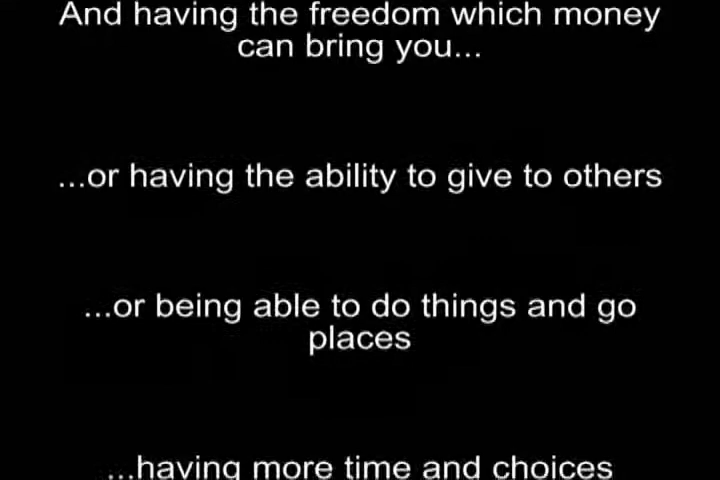 And having the freedom which money
can bring you...
...or having the ability to give to others
...or being able to do things and go
places
...having more time and choices